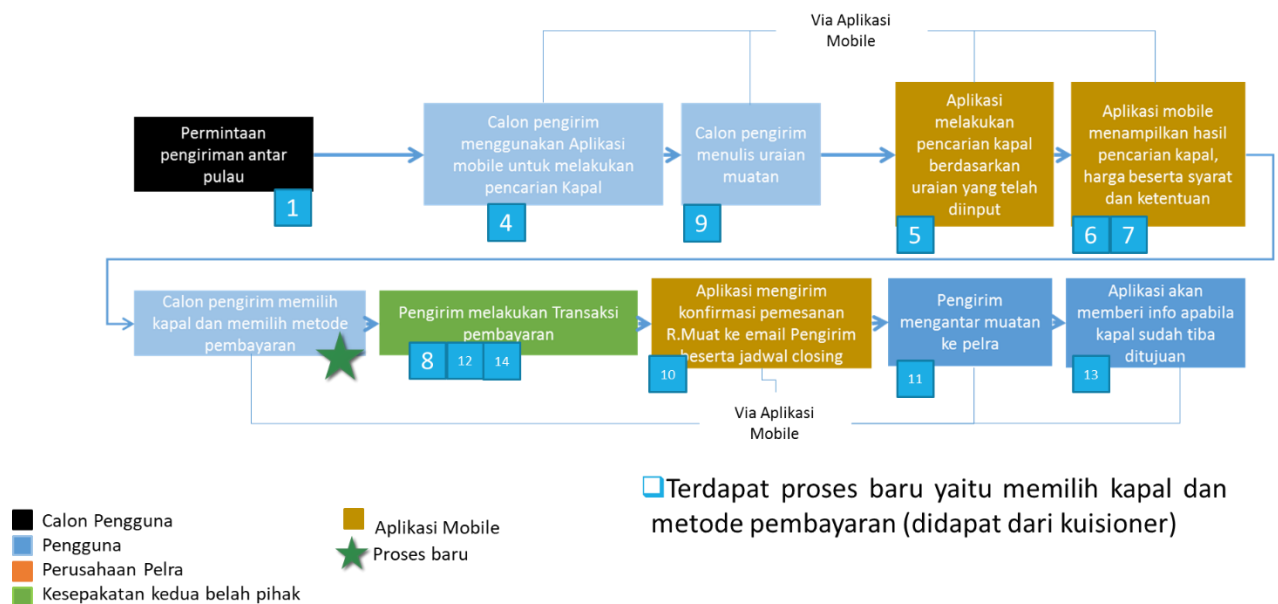 Via Aplikasi
Mobile
Permintaan
pengiriman antar
pulau
1
Calon pengirim
menggunakan Aplikasi
mobile untuk melakukan
pencarian Kapal
4
Calon pengirim
menulis uraian
muatan
9
Aplikasi
melakukan
pencarian kapal
berdasarkan
uraian yang telah
diinput
5
Aplikasi mobile
menampilkan hasil
pencarian kapal,
harga beserta syarat
dan ketentuan
6
7
Calon pengirim memilih
kapal dan memilih metode
pembayaran
Pengirim melakukan Transaksi
pembayaran
8
12
14
Aplikasi mengirim
konfirmasi pemesanan
R.Muat ke email Pengirim
beserta jadwal closing
10
Pengirim
mengantar muatan
ke pelra
11
Aplikasi akan
memberi info apabila
kapal sudah tiba
ditujuan
13
Via Aplikasi
Mobile
Terdapat proses baru yaitu memilih kapal dan
metode pembayaran (didapat dari kuisioner)
Calon Pengguna
Pengguna
Perusahaan Pelra
Kesepakatan kedua belah pihak
Aplikasi Mobile
Proses baru